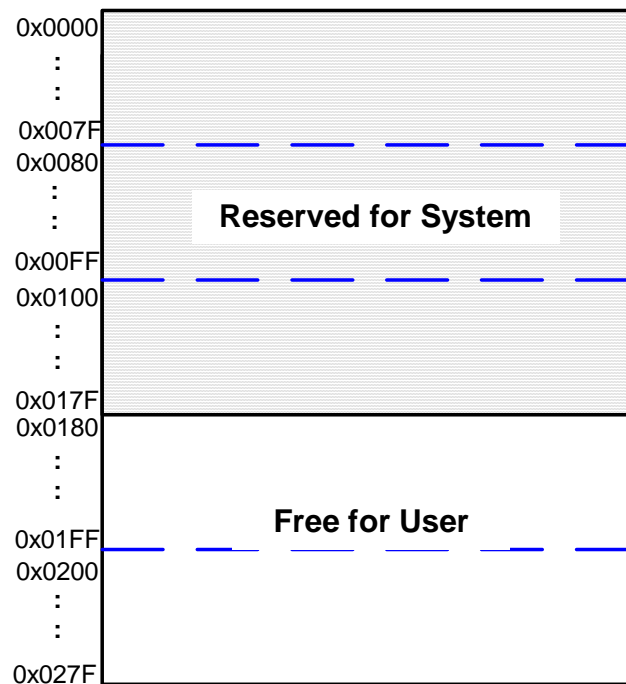 0x0000
:
:
0x007F
0x0080
:
:
Reserved for System
0x00FF
0x0100
:
:
0x017F
0x0180
:
:
Free for User
0x01FF
0x0200
:
:
0x027F